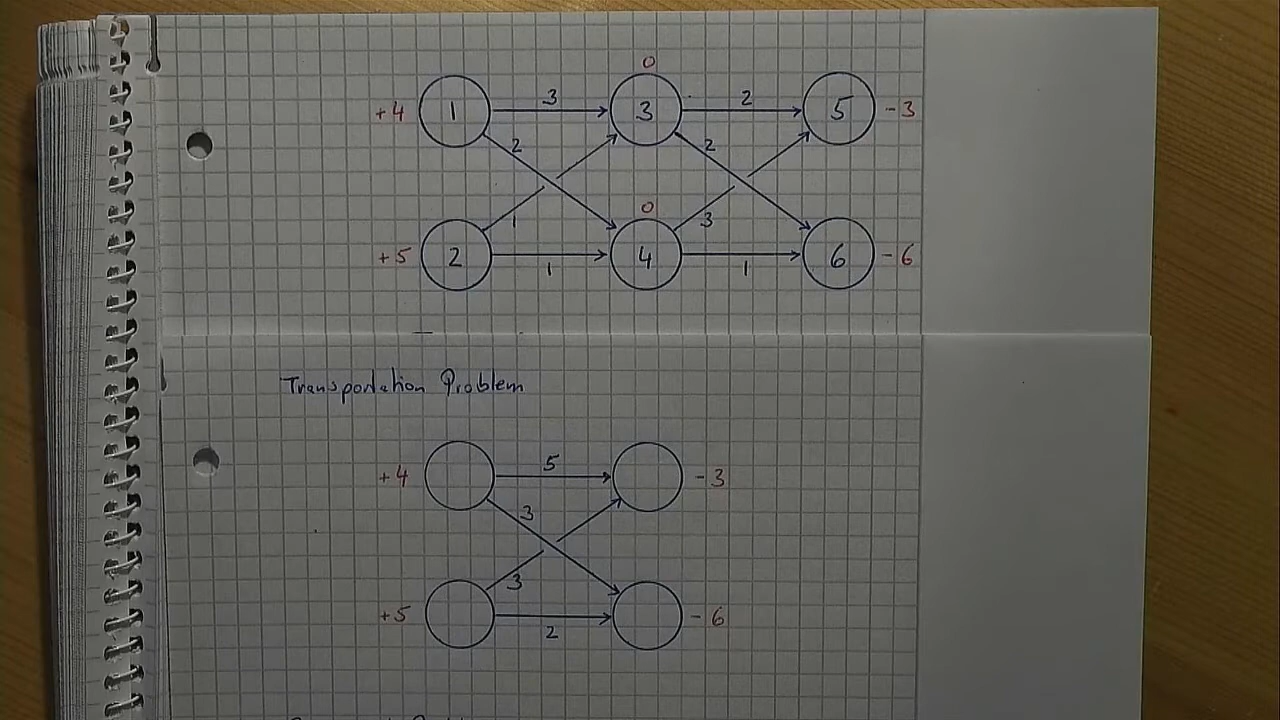 0
+4 1 3 3 2 5 -3
2 2
0
1 3
+5 2 1 4 1 6 -6
Transportation Problem
+4 5 -3
3
3
+5 2 -6